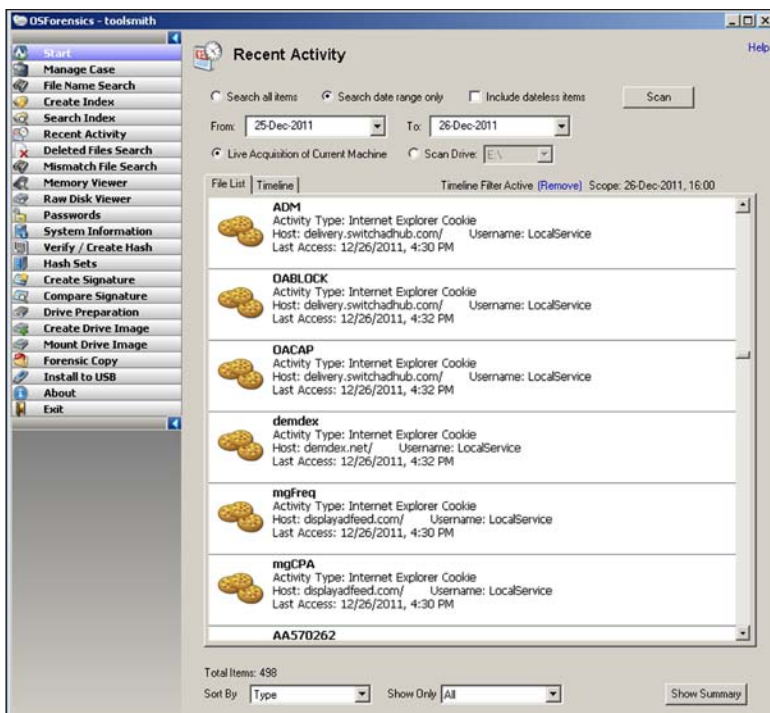 OSForensics - toolsmith
Start
Manage Case
File Name Search
Create Index
Search Index
Recent Activity
Deleted Files Search
Mismatch File Search
Memory Viewer
Raw Disk Viewer
Passwords
System Information
Verify / Create Hash
Hash Sets
Create Signature
Compare Signature
Drive Preparation
Create Drive Image
Mount Drive Image
Forensic Copy
Install to USB
About
Exit
Recent Activity
Help
Search all items Search date range only Include dateless items Scan
From: 25-Dec-2011 To: 26-Dec-2011
Live Acquisition of Current Machine Scan Drive: E:\
File List Timeline Timeline Filter Active (Remove) Scope: 26-Dec-2011, 16:00
ADM
Activity Type: Internet Explorer Cookie
Host: delivery.switchadhub.com/ Username: LocalService
Last Access: 12/26/2011, 4:30 PM
OABLOCK
Activity Type: Internet Explorer Cookie
Host: delivery.switchadhub.com/ Username: LocalService
Last Access: 12/26/2011, 4:32 PM
OACAP
Activity Type: Internet Explorer Cookie
Host: delivery.switchadhub.com/ Username: LocalService
Last Access: 12/26/2011, 4:32 PM
demdex
Activity Type: Internet Explorer Cookie
Host: demdex.net/ Username: LocalService
Last Access: 12/26/2011, 4:32 PM
mgFreq
Activity Type: Internet Explorer Cookie
Host: displayadfeed.com/ Username: LocalService
Last Access: 12/26/2011, 4:30 PM
mgCPA
Activity Type: Internet Explorer Cookie
Host: displayadfeed.com/ Username: LocalService
Last Access: 12/26/2011, 4:30 PM
AA570262
Total Items: 498
Sort By Type Show Only All Show Summary